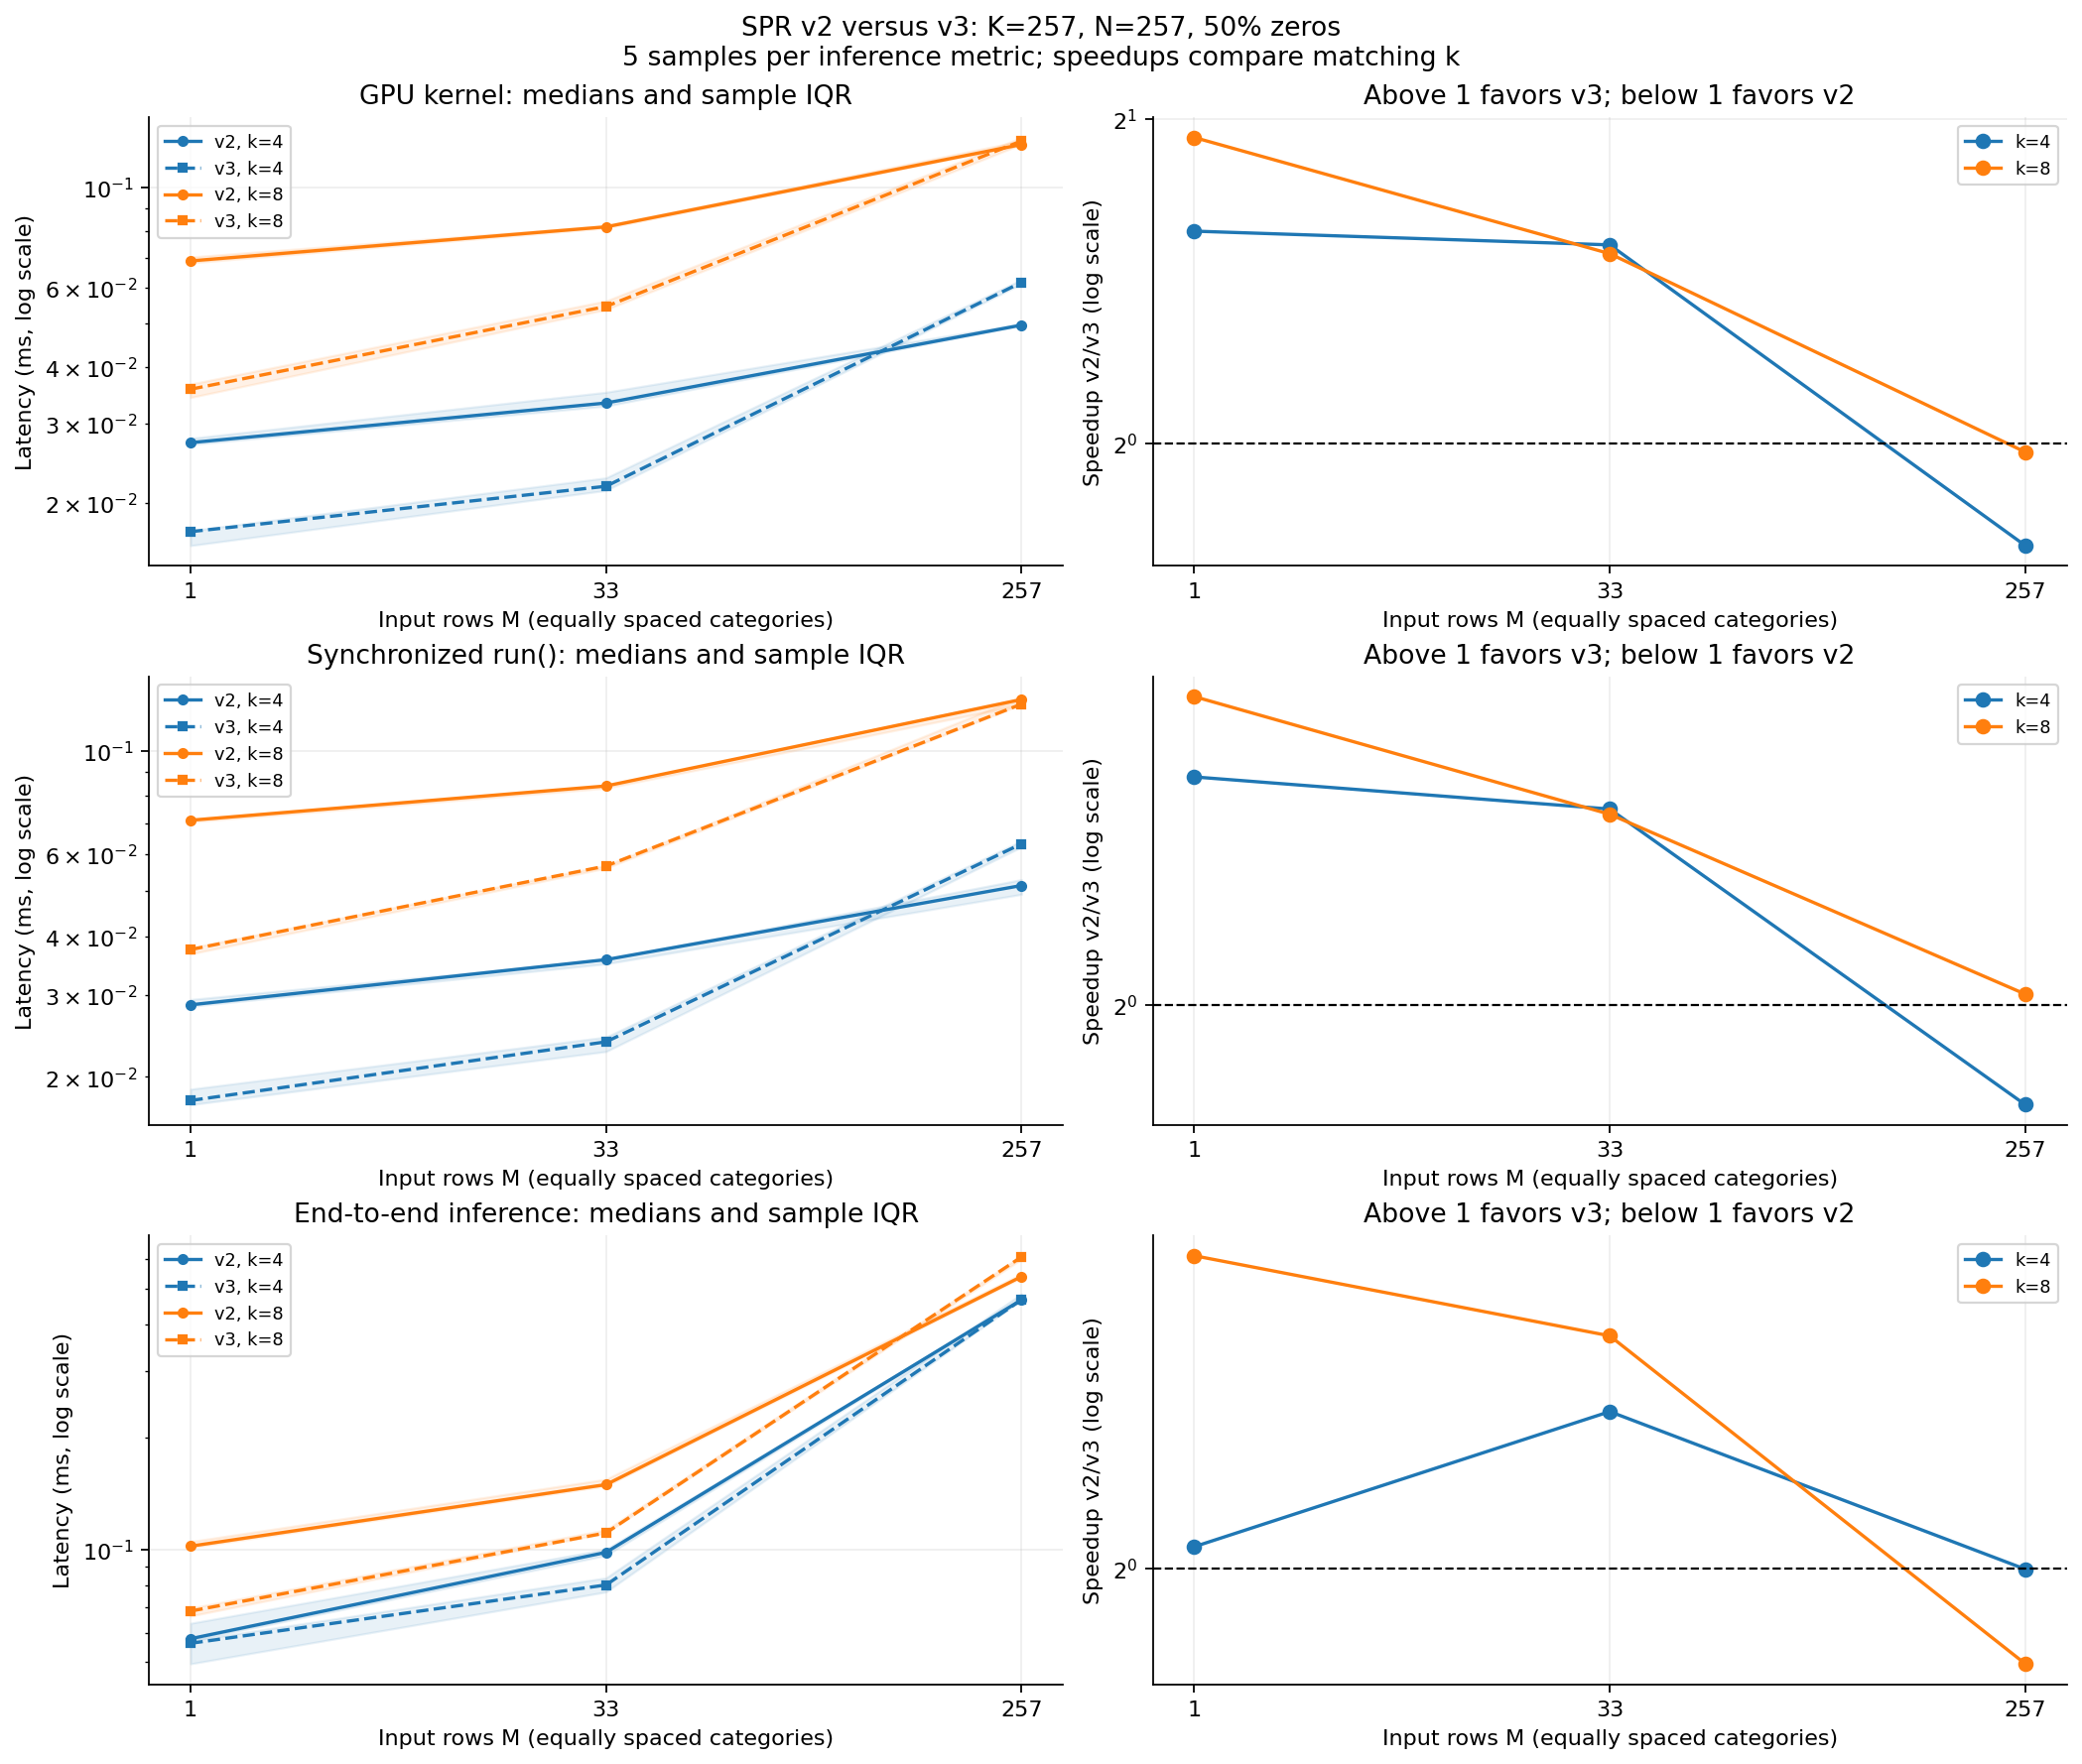 SPR v2 versus v3: K=257, N=257, 50% zeros
5 samples per inference metric; speedups compare matching k
GPU kernel: medians and sample IQR
v2, k=4
v3, k=4
v2, k=8
v3, k=8
Latency (ms, log scale)
10⁻¹
6 × 10⁻²
4 × 10⁻²
3 × 10⁻²
2 × 10⁻²
1
33
257
Input rows M (equally spaced categories)
Above 1 favors v3; below 1 favors v2
k=4
k=8
Speedup v2/v3 (log scale)
2¹
2⁰
1
33
257
Input rows M (equally spaced categories)
Synchronized run(): medians and sample IQR
v2, k=4
v3, k=4
v2, k=8
v3, k=8
Latency (ms, log scale)
10⁻¹
6 × 10⁻²
4 × 10⁻²
3 × 10⁻²
2 × 10⁻²
1
33
257
Input rows M (equally spaced categories)
Above 1 favors v3; below 1 favors v2
k=4
k=8
Speedup v2/v3 (log scale)
2⁰
1
33
257
Input rows M (equally spaced categories)
End-to-end inference: medians and sample IQR
v2, k=4
v3, k=4
v2, k=8
v3, k=8
Latency (ms, log scale)
10⁻¹
1
33
257
Input rows M (equally spaced categories)
Above 1 favors v3; below 1 favors v2
k=4
k=8
Speedup v2/v3 (log scale)
2⁰
1
33
257
Input rows M (equally spaced categories)